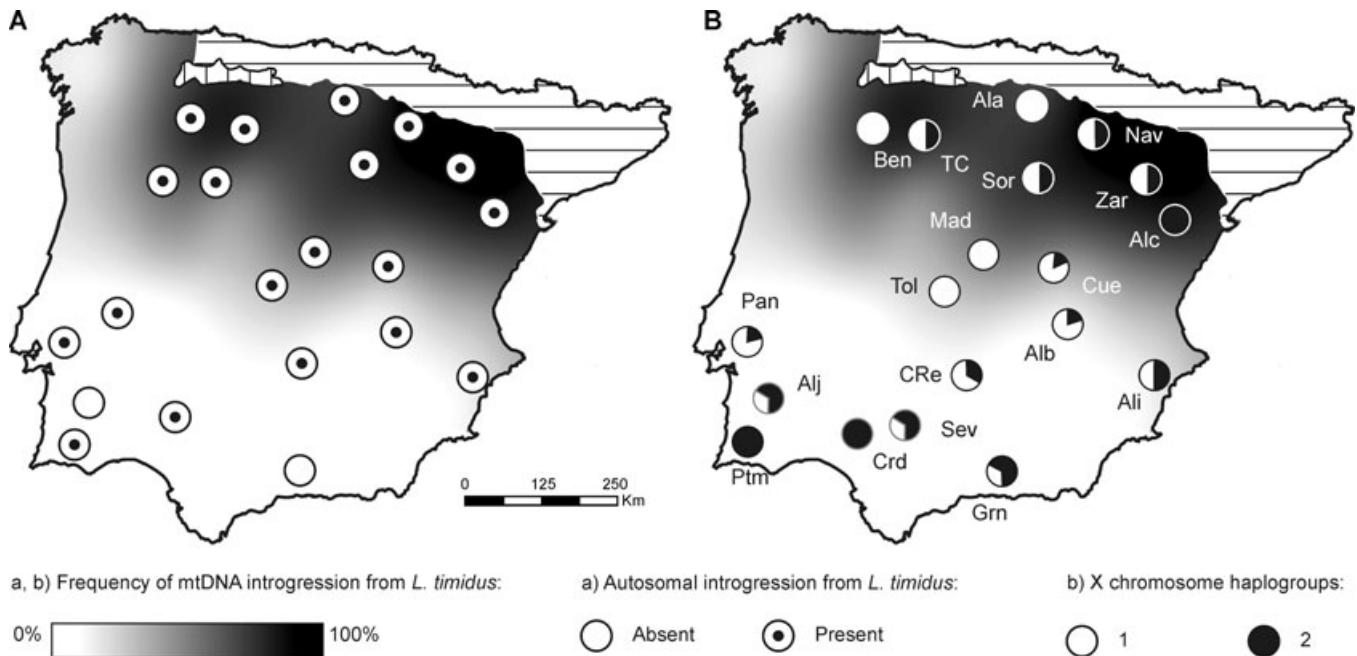 A
B
Ala
Nav
Ben
TC
Sor
Zar
Alc
Mad
Tol
Cue
Pan
Alb
Alj
CRe
Ali
Sev
Crd
Ptm
Grn
0 125 250
Km
a, b) Frequency of mtDNA introgression from L. timidus:
0% 100%
a) Autosomal introgression from L. timidus:
Absent Present
b) X chromosome haplogroups:
1 2